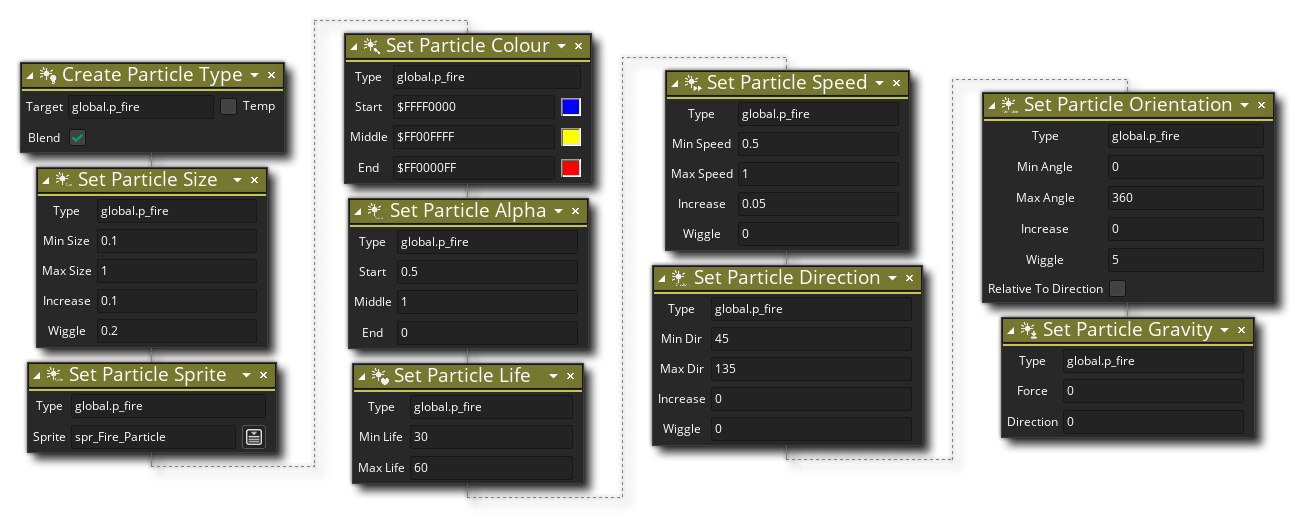 Create Particle Type
Target global.p_fire Temp
Blend
Set Particle Size
Type global.p_fire
Min Size 0.1
Max Size 1
Increase 0.1
Wiggle 0.2
Set Particle Sprite
Type global.p_fire
Sprite spr_Fire_Particle
Set Particle Colour
Type global.p_fire
Start $FFFF0000
Middle $FF00FFFF
End $FF0000FF
Set Particle Alpha
Type global.p_fire
Start 0.5
Middle 1
End 0
Set Particle Life
Type global.p_fire
Min Life 30
Max Life 60
Set Particle Speed
Type global.p_fire
Min Speed 0.5
Max Speed 1
Increase 0.05
Wiggle 0
Set Particle Direction
Type global.p_fire
Min Dir 45
Max Dir 135
Increase 0
Wiggle 0
Set Particle Orientation
Type global.p_fire
Min Angle 0
Max Angle 360
Increase 0
Wiggle 5
Relative To Direction
Set Particle Gravity
Type global.p_fire
Force 0
Direction 0